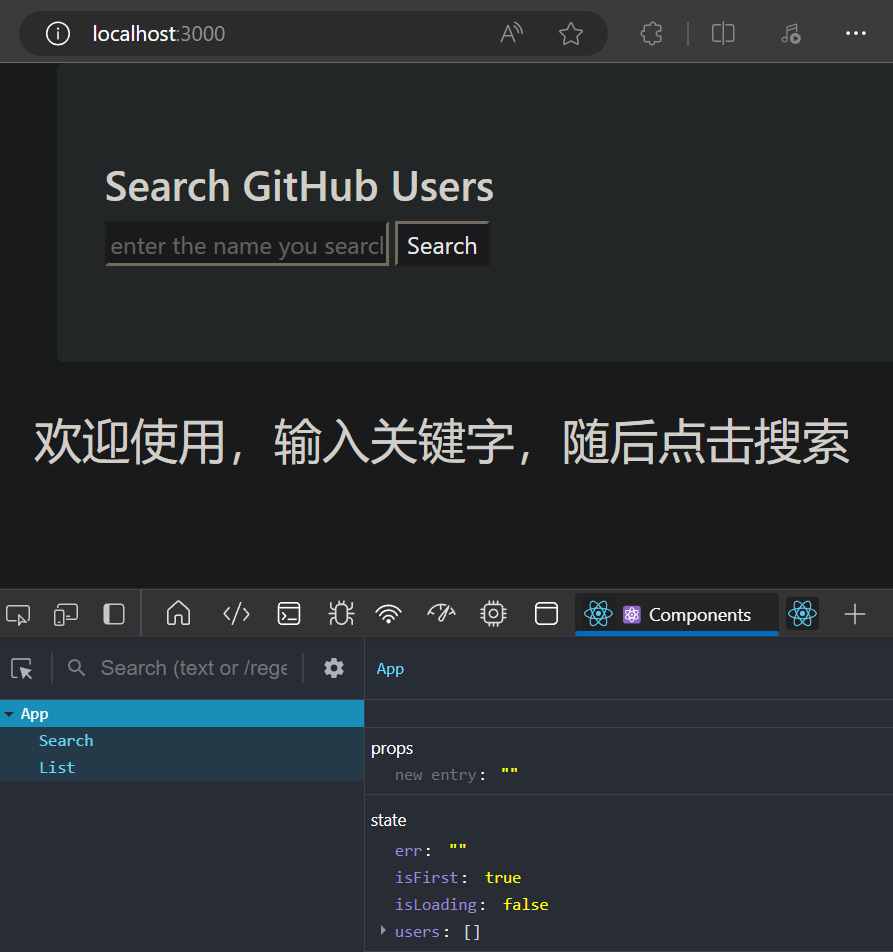 localhost:3000
Search GitHub Users
enter the name you search
Search
欢迎使用，输入关键字，随后点击搜索
Components
Search (text or /rege
App
App
Search
List
props
new entry: ""
state
err: ""
isFirst: true
isLoading: false
users: []